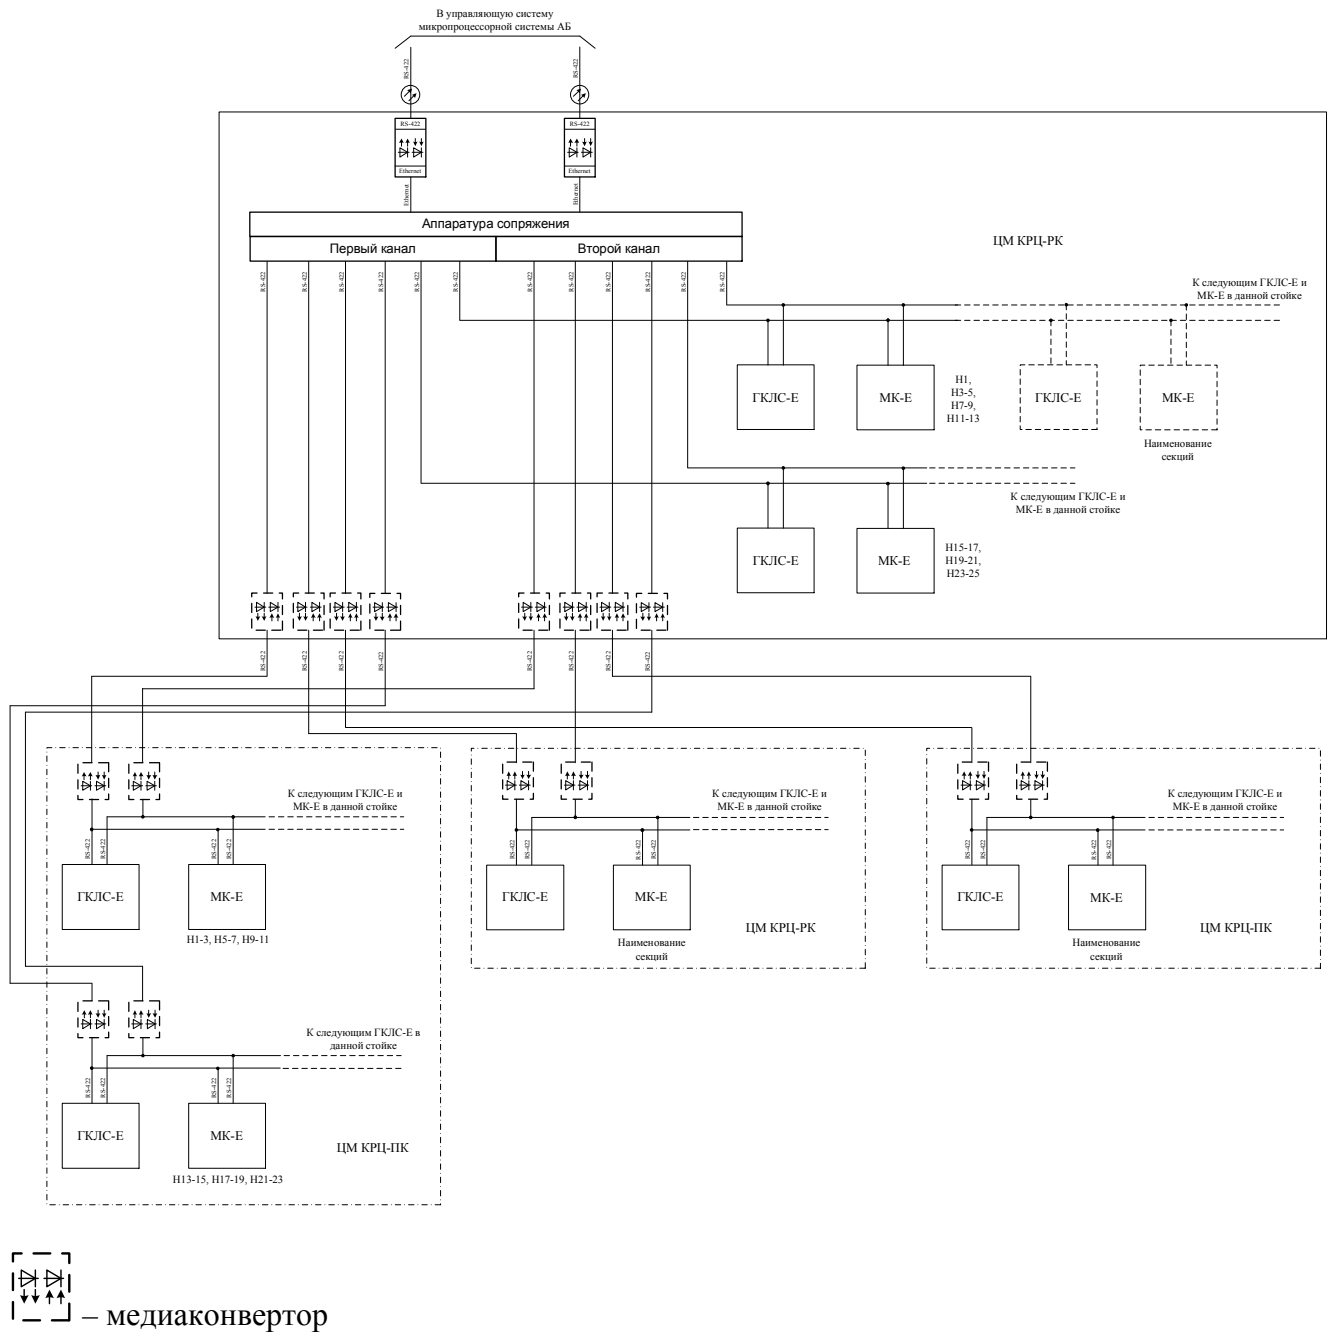 В управляющую систему
микропроцессорной системы АБ
RS-422
RS-422
RS-422
RS-422
Ethernet
Ethernet
Ethernet
Ethernet
Аппаратура сопряжения
Первый канал
Второй канал
ЦМ КРЦ-РК
RS-422
RS-422
RS-422
RS-422
RS-422
RS-422
RS-422
RS-422
RS-422
RS-422
RS-422
RS-422
К следующим ГКЛС-Е и
МК-Е в данной стойке
ГКЛС-Е
МК-Е
Н1,
Н3-5,
Н7-9,
Н11-13
ГКЛС-Е
МК-Е
Наименование
секций
К следующим ГКЛС-Е и
МК-Е в данной стойке
ГКЛС-Е
МК-Е
Н15-17,
Н19-21,
Н23-25
RS-422
RS-422
RS-422
RS-422
RS-422
RS-422
RS-422
RS-422
К следующим ГКЛС-Е и
МК-Е в данной стойке
RS-422
RS-422
RS-422
RS-422
ГКЛС-Е
МК-Е
Н1-3, Н5-7, Н9-11
К следующим ГКЛС-Е и
МК-Е в данной стойке
RS-422
RS-422
RS-422
RS-422
ГКЛС-Е
МК-Е
Наименование
секций
ЦМ КРЦ-РК
К следующим ГКЛС-Е и
МК-Е в данной стойке
RS-422
RS-422
RS-422
RS-422
ГКЛС-Е
МК-Е
Наименование
секций
ЦМ КРЦ-ПК
К следующим ГКЛС-Е в
данной стойке
RS-422
RS-422
RS-422
RS-422
ГКЛС-Е
МК-Е
Н13-15, Н17-19, Н21-23
ЦМ КРЦ-ПК
– медиаконвертор